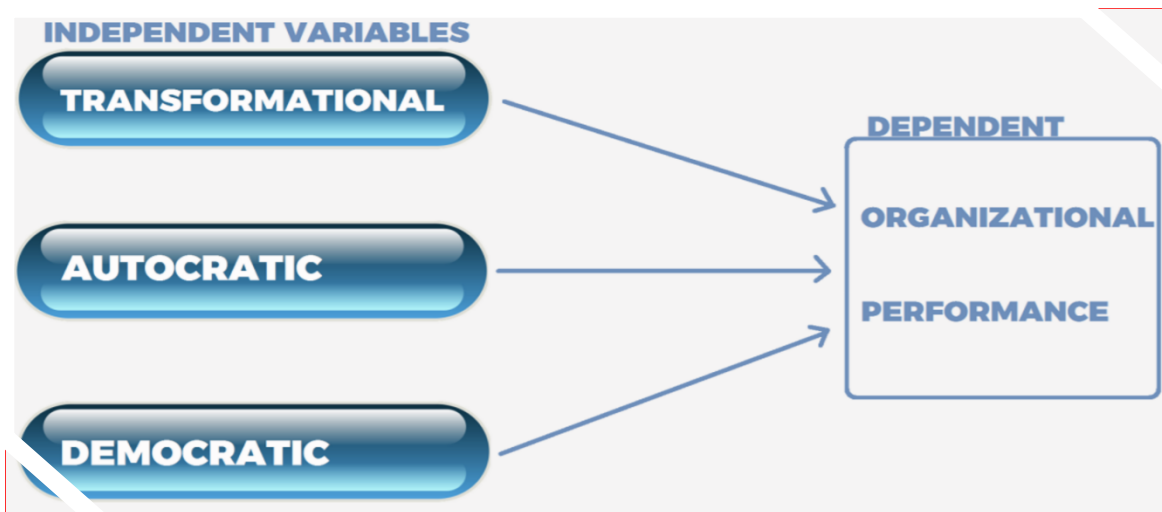 INDEPENDENT VARIABLES
TRANSFORMATIONAL
AUTOCRATIC
DEMOCRATIC
DEPENDENT
ORGANIZATIONAL
PERFORMANCE